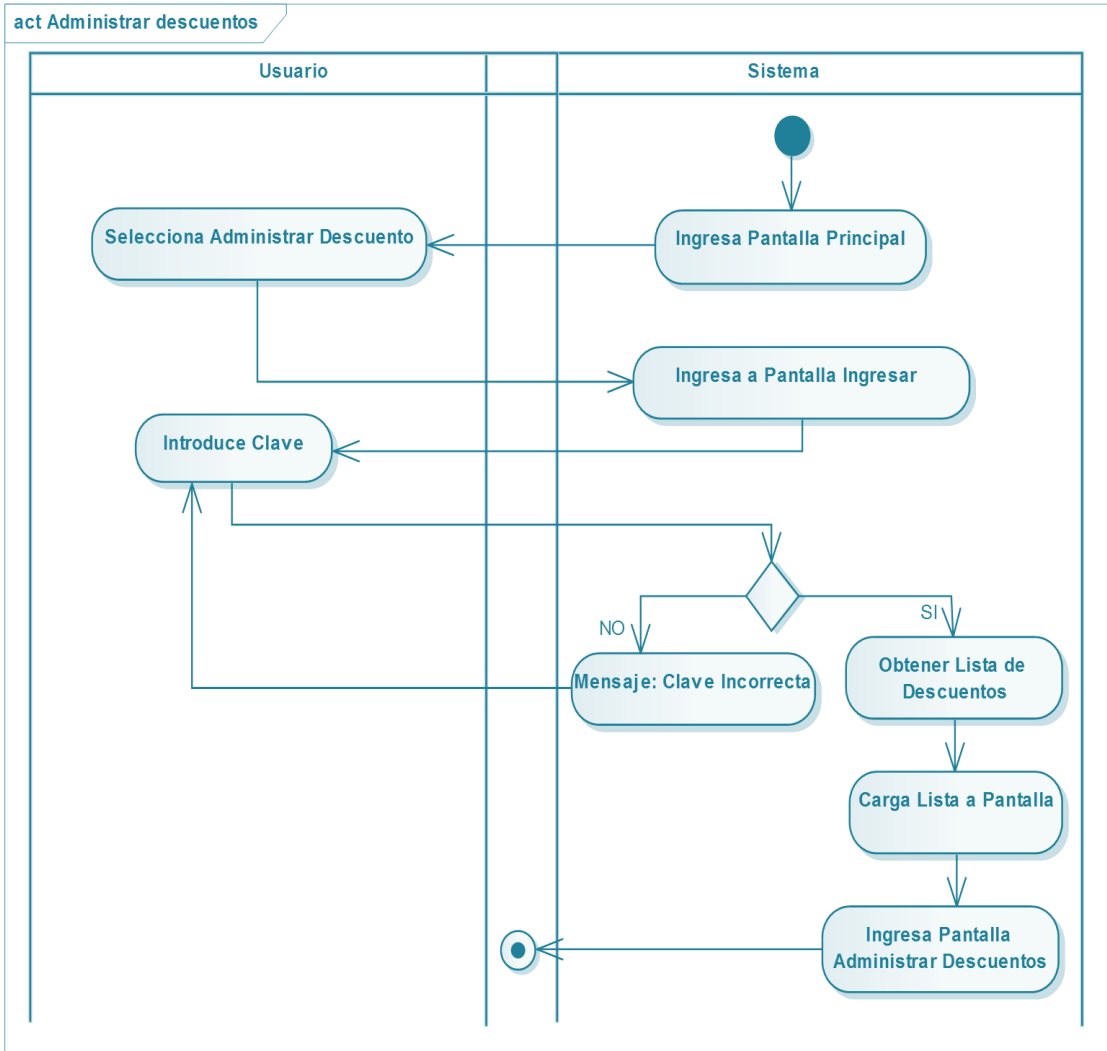 act Administrar descuentos
Usuario
Sistema
Selecciona Administrar Descuento
Ingresa Pantalla Principal
Ingresa a Pantalla Ingresar
Introduce Clave
NO
SI
Mensaje: Clave Incorrecta
Obtener Lista de
Descuentos
Carga Lista a Pantalla
Ingresa Pantalla
Administrar Descuentos